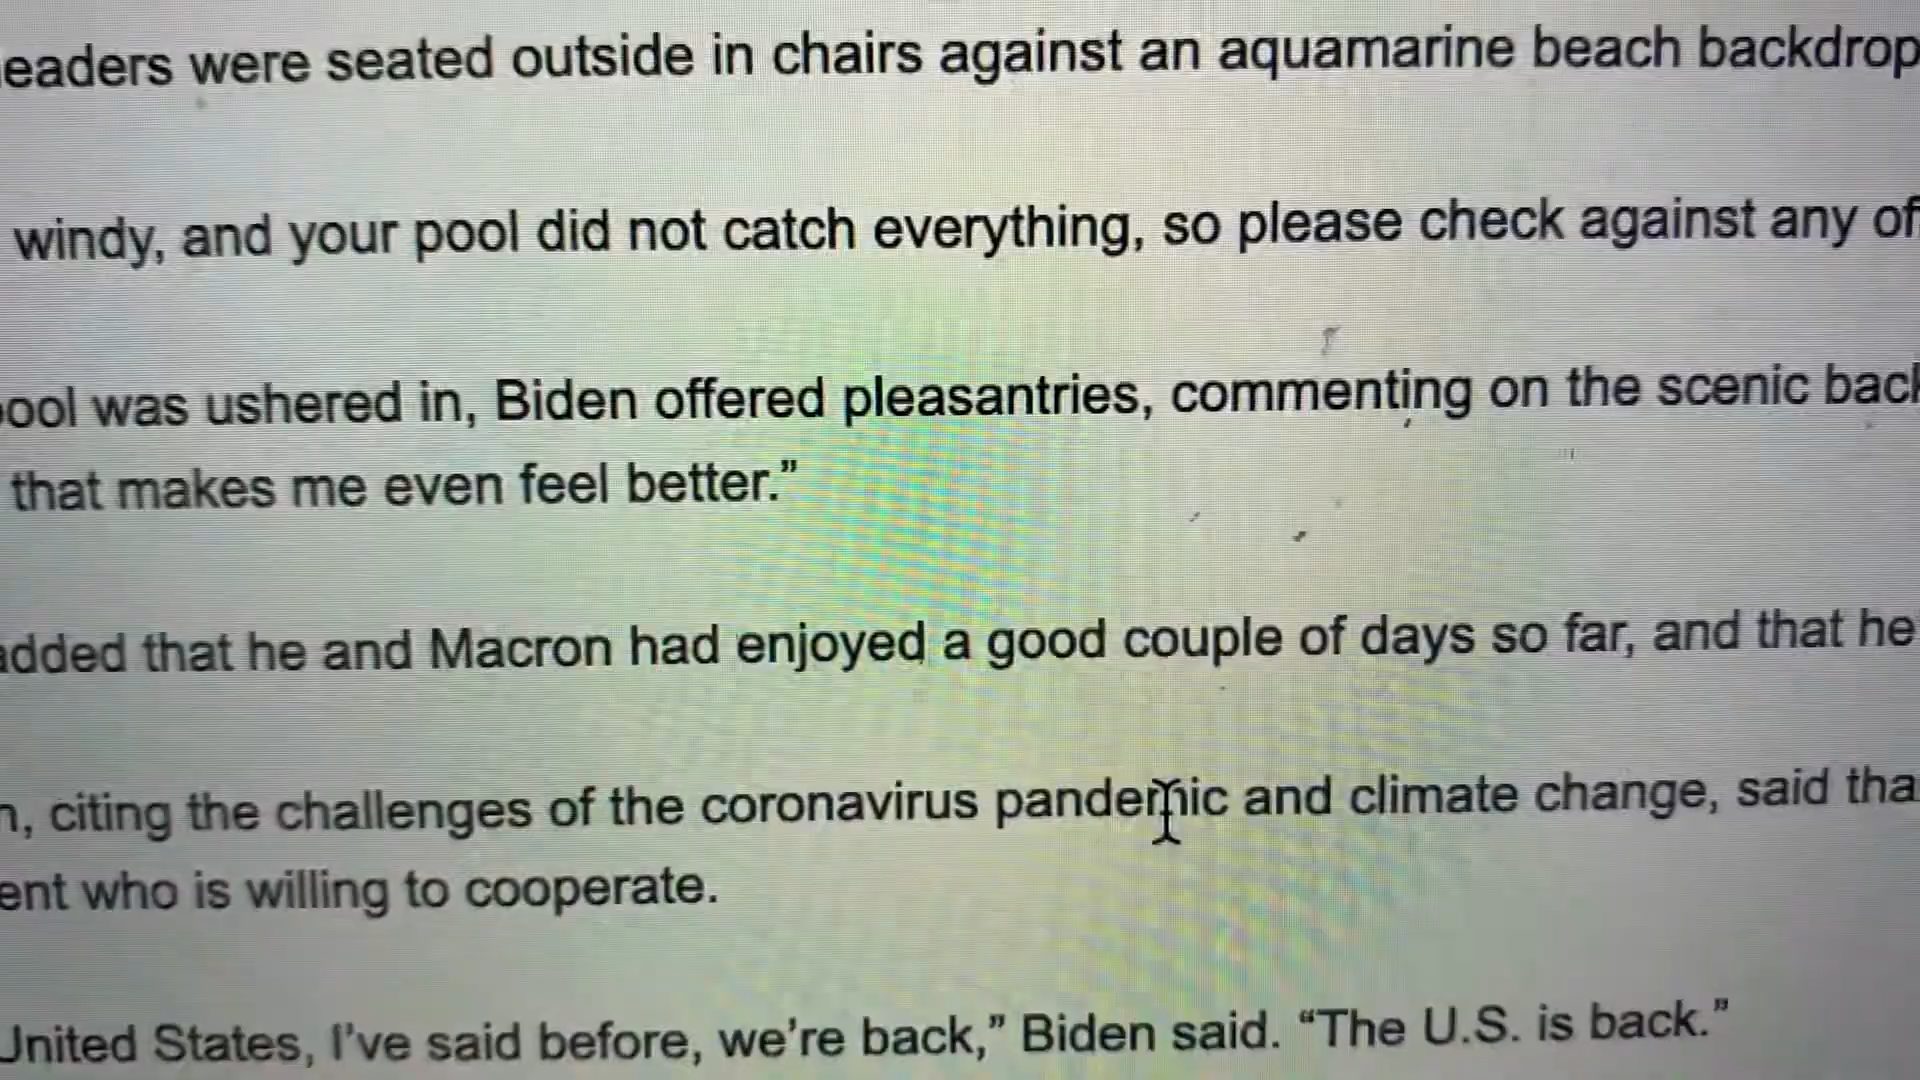 eaders were seated outside in chairs against an aquamarine beach backdrop
windy, and your pool did not catch everything, so please check against any of
ool was ushered in, Biden offered pleasantries, commenting on the scenic back
that makes me even feel better.”
added that he and Macron had enjoyed a good couple of days so far, and that he
n, citing the challenges of the coronavirus pandemic and climate change, said tha
ent who is willing to cooperate.
United States, I’ve said before, we’re back,” Biden said. “The U.S. is back.”